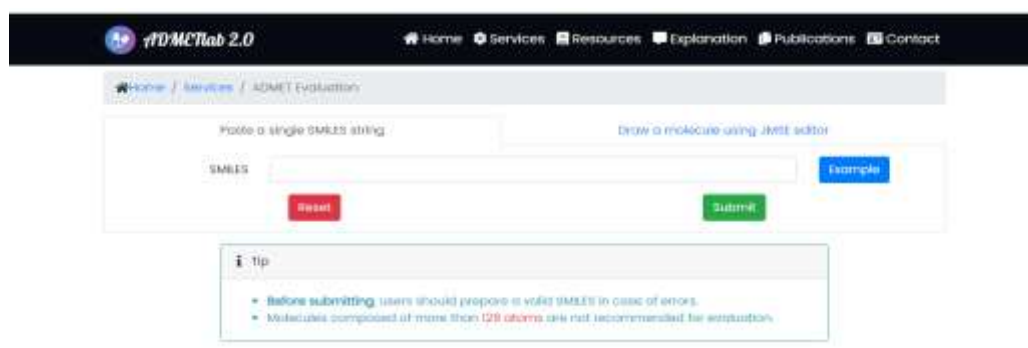 ADMETlab 2.0 Home Services Resources Explanation Publications Contact
Home / Services / ADMET Evaluation
Paste a single SMILES string Draw a molecule using JMSE editor
SMILES Example
Reset Submit
i Tip
Before submitting, users should prepare a valid SMILES in case of errors.
Molecules composed of more than 128 atoms are not recommended for evaluation.